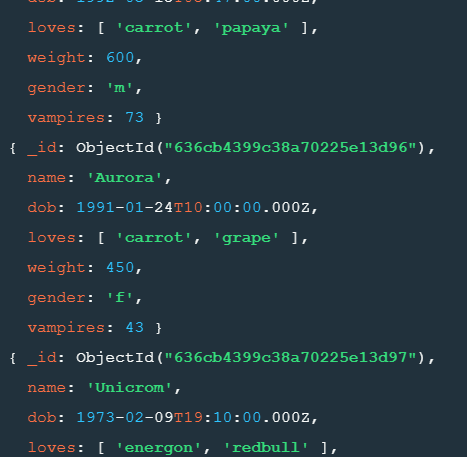 dob:
loves: [ 'carrot', 'papaya' ],
weight: 600,
gender: 'm',
vampires: 73 }
{ _id: ObjectId("636cb4399c38a70225e13d96"),
name: 'Aurora',
dob: 1991-01-24T10:00:00.000Z,
loves: [ 'carrot', 'grape' ],
weight: 450,
gender: 'f',
vampires: 43 }
{ _id: ObjectId("636cb4399c38a70225e13d97"),
name: 'Unicrom',
dob: 1973-02-09T19:10:00.000Z,
loves: [ 'energon', 'redbull' ],